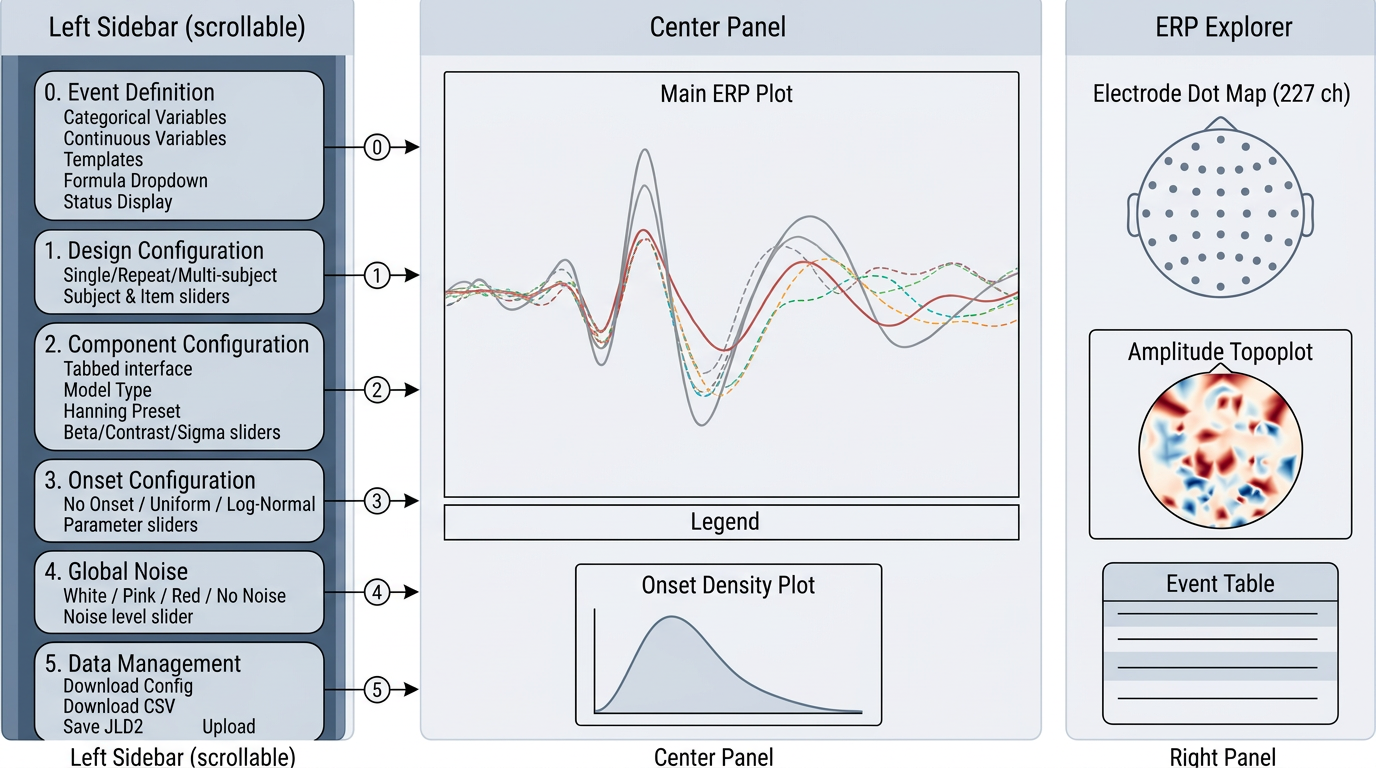 Left Sidebar (scrollable)
0. Event Definition
Categorical Variables
Continuous Variables
Templates
Formula Dropdown
Status Display
1. Design Configuration
Single/Repeat/Multi-subject
Subject & Item sliders
2. Component Configuration
Tabbed interface
Model Type
Hanning Preset
Beta/Contrast/Sigma sliders
3. Onset Configuration
No Onset / Uniform / Log-Normal
Parameter sliders
4. Global Noise
White / Pink / Red / No Noise
Noise level slider
5. Data Management
Download Config
Download CSV
Save JLD2 Upload
Left Sidebar (scrollable)
0
1
2
3
4
5
Center Panel
Main ERP Plot
Legend
Onset Density Plot
Center Panel
ERP Explorer
Electrode Dot Map (227 ch)
Amplitude Topoplot
Event Table
Right Panel